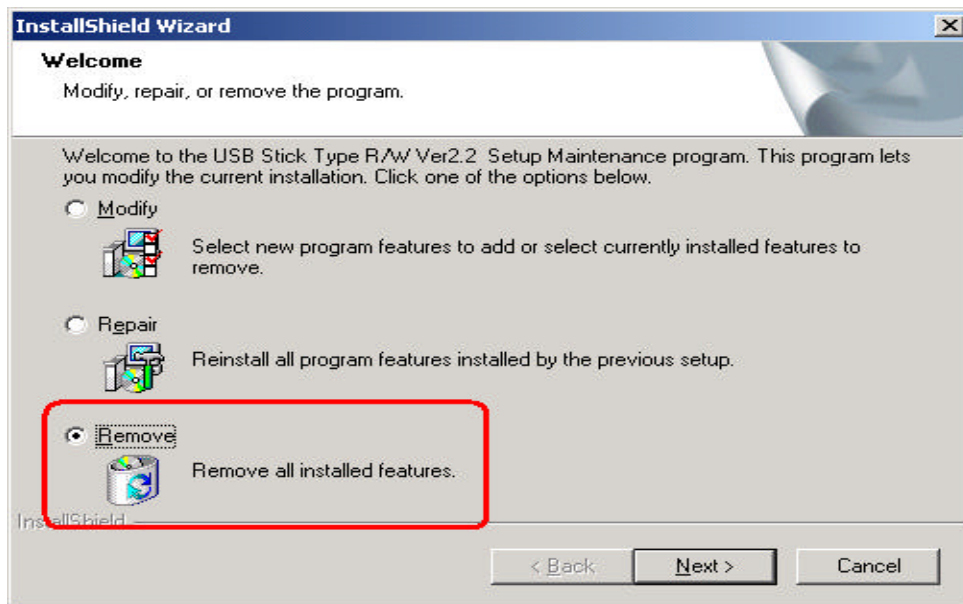 InstallShield Wizard
Welcome
Modify, repair, or remove the program.
Welcome to the USB Stick Type R/W Ver2.2 Setup Maintenance program. This program lets
you modify the current installation. Click one of the options below.
Modify
Select new program features to add or select currently installed features to
remove.
Repair
Reinstall all program features installed by the previous setup.
Remove
Remove all installed features.
InstallShield
< Back
Next >
Cancel